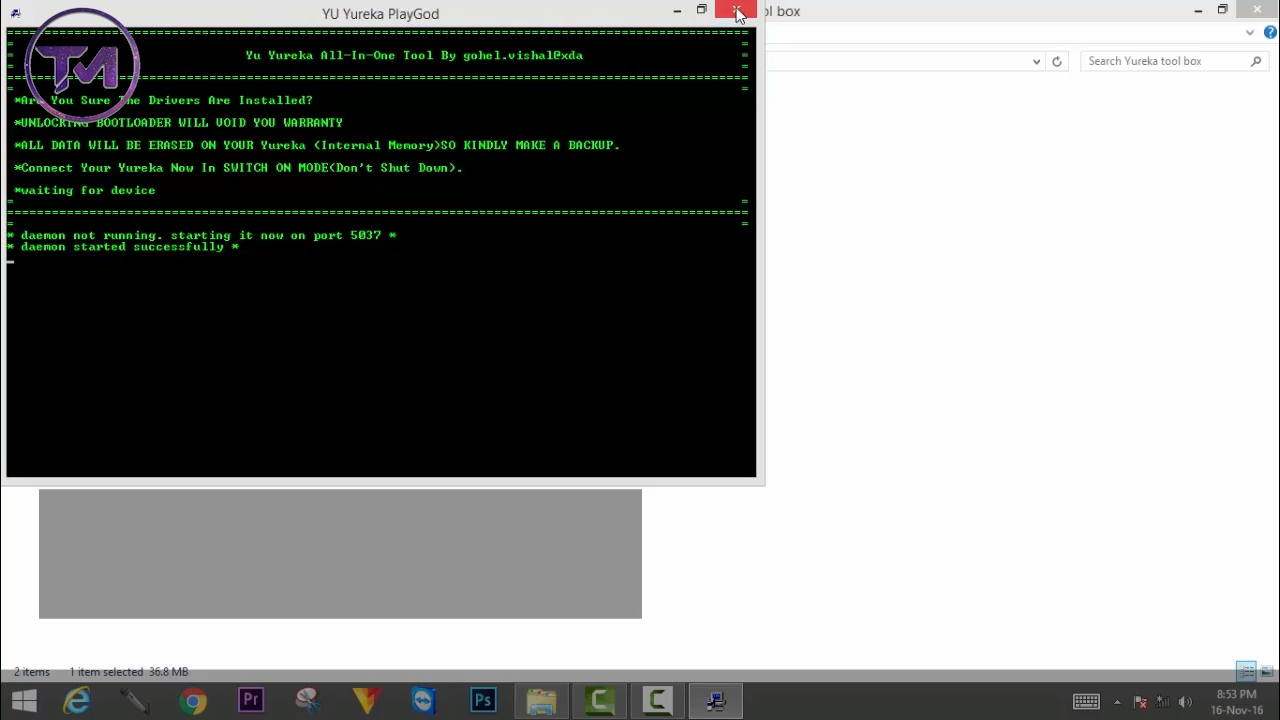 YU Yureka PlayGod
ol box
Yu Yureka All-In-One Tool By gohel.vishal@xda
TM
*Are You Sure The Drivers Are Installed?
*UNLOCKING BOOTLOADER WILL VOID YOU WARRANTY
*ALL DATA WILL BE ERASED ON YOUR Yureka (Internal Memory)SO KINDLY MAKE A BACKUP.
*Connect Your Yureka Now In SWITCH ON MODE(Don't Shut Down).
*waiting for device
* daemon not running. starting it now on port 5037 *
* daemon started successfully *
Search Yureka tool box
2 items 1 item selected 36.8 MB
Pr
Ps
8:53 PM
16-Nov-16